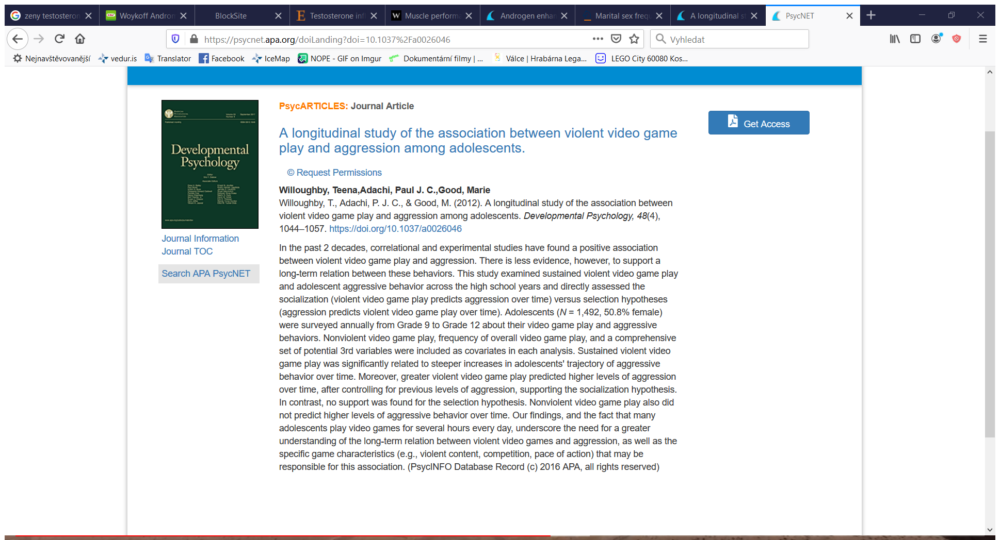 zeny testosteron
Woykoff Andron
BlockSite
Testosterone infl
Muscle perform
Androgen enhan
Marital sex freq
A longitudinal st
PsycNET
https://psycnet.apa.org/doiLanding?doi=10.1037%2Fa0026046
Vyhledat
Nejnavštěvovanější
vedur.is
Translator
Facebook
IceMap
NOPE - GIF on Imgur
Dokumentární filmy | ...
Válce | Hrabárna Lega...
LEGO City 60080 Kos...
Developmental
Psychology
Journal Information
Journal TOC
Search APA PsycNET
PsycARTICLES: Journal Article
A longitudinal study of the association between violent video game
play and aggression among adolescents.
© Request Permissions
Willoughby, Teena,Adachi, Paul J. C.,Good, Marie
Willoughby, T., Adachi, P. J. C., & Good, M. (2012). A longitudinal study of the association between
violent video game play and aggression among adolescents. Developmental Psychology, 48(4),
1044–1057. https://doi.org/10.1037/a0026046
In the past 2 decades, correlational and experimental studies have found a positive association
between violent video game play and aggression. There is less evidence, however, to support a
long-term relation between these behaviors. This study examined sustained violent video game play
and adolescent aggressive behavior across the high school years and directly assessed the
socialization (violent video game play predicts aggression over time) versus selection hypotheses
(aggression predicts violent video game play over time). Adolescents (N = 1,492, 50.8% female)
were surveyed annually from Grade 9 to Grade 12 about their video game play and aggressive
behaviors. Nonviolent video game play, frequency of overall video game play, and a comprehensive
set of potential 3rd variables were included as covariates in each analysis. Sustained violent video
game play was significantly related to steeper increases in adolescents' trajectory of aggressive
behavior over time. Moreover, greater violent video game play predicted higher levels of aggression
over time, after controlling for previous levels of aggression, supporting the socialization hypothesis.
In contrast, no support was found for the selection hypothesis. Nonviolent video game play also did
not predict higher levels of aggressive behavior over time. Our findings, and the fact that many
adolescents play video games for several hours every day, underscore the need for a greater
understanding of the long-term relation between violent video games and aggression, as well as the
specific game characteristics (e.g., violent content, competition, pace of action) that may be
responsible for this association. (PsycINFO Database Record (c) 2016 APA, all rights reserved)
Get Access